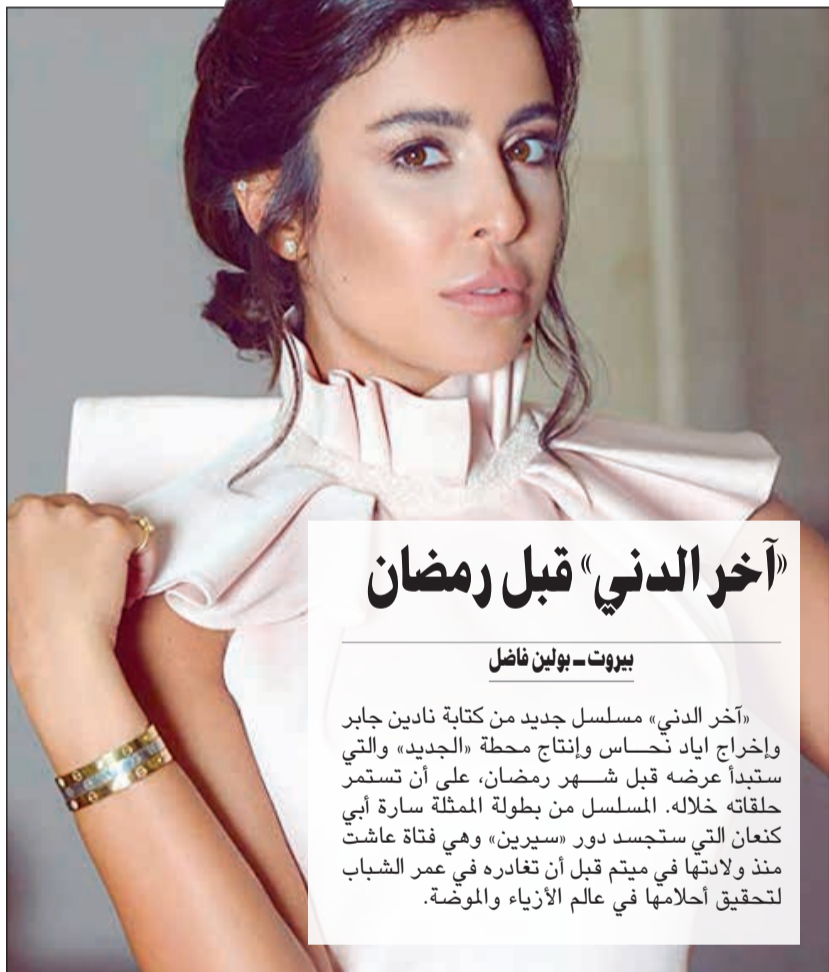 «آخر الدني» قبل رمضان
بيروت ــ بولين فاضل
«آخر الدني» مسلسل جديد من كتابة نادين جابر
وإخراج اياد نحـــاس وإنتاج محطة «الجديد» والتي
ستبدأ عرضه قبل شـــهر رمضان، على أن تستمر
حلقاته خلاله. المسلسل من بطولة الممثلة سارة أبي
كنعان التي ستجسد دور «سيرين» وهي فتاة عاشت
منذ ولادتها في ميتم قبل أن تغادره في عمر الشباب
لتحقيق أحلامها في عالم الأزياء والموضة.